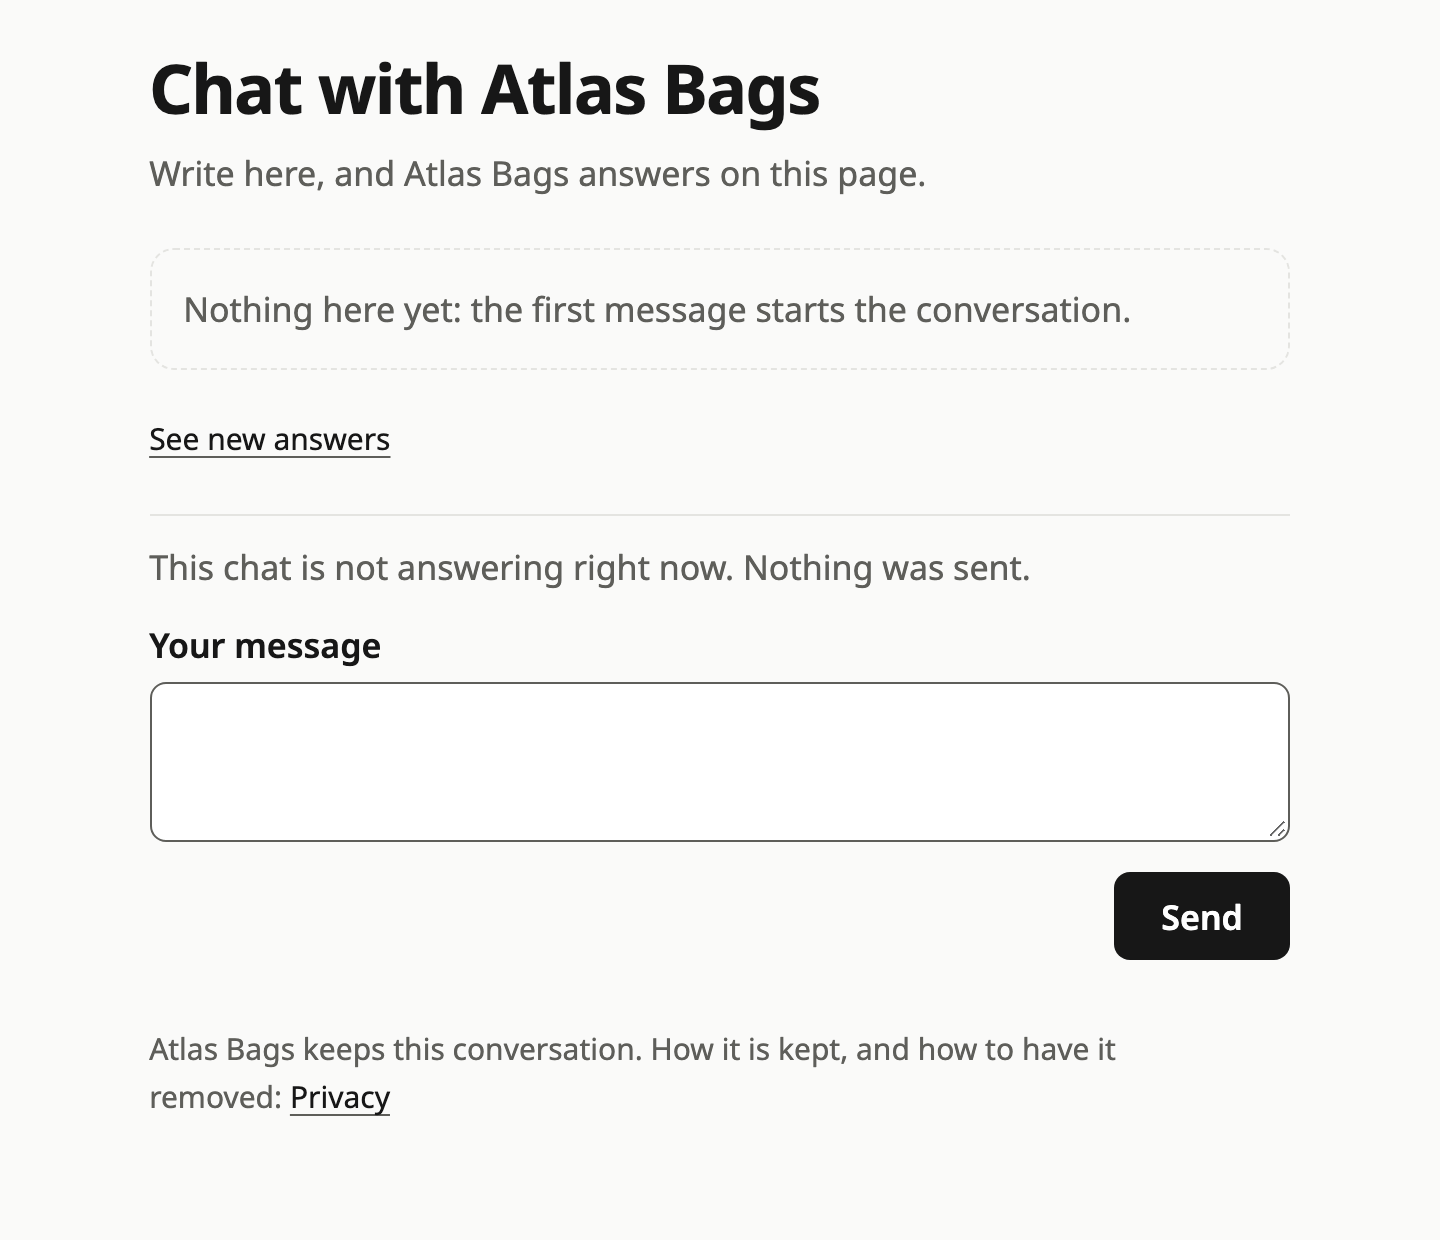 Chat with Atlas Bags
Write here, and Atlas Bags answers on this page.
Nothing here yet: the first message starts the conversation.
See new answers
This chat is not answering right now. Nothing was sent.
Your message
Send
Atlas Bags keeps this conversation. How it is kept, and how to have it
removed: Privacy